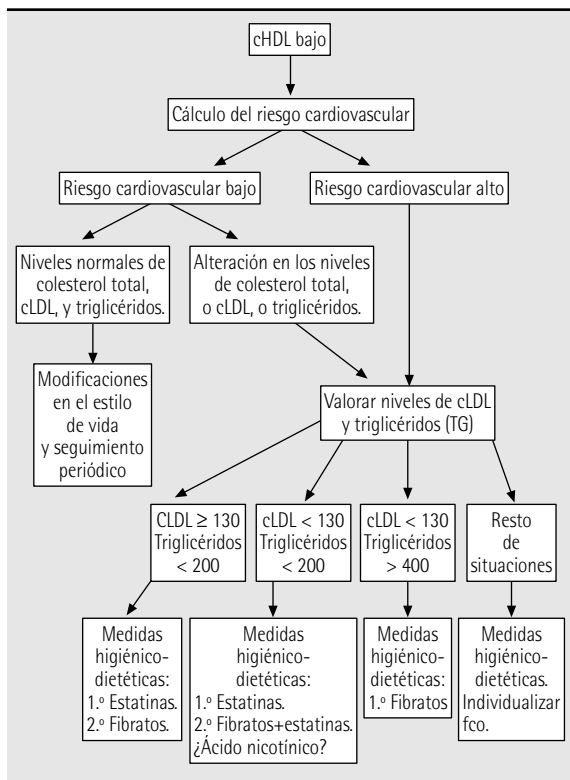 cHDL bajo
Cálculo del riesgo cardiovascular
Riesgo cardiovascular bajo
Riesgo cardiovascular alto
Niveles normales de
colesterol total,
cLDL, y triglicéridos.
Alteración en los niveles
de colesterol total,
o cLDL, o triglicéridos.
Modificaciones
en el estilo
de vida
y seguimiento
periódico
Valorar niveles de cLDL
y triglicéridos (TG)
CLDL ≥ 130
Triglicéridos
< 200
cLDL < 130
Triglicéridos
< 200
cLDL < 130
Triglicéridos
> 400
Resto
de
situaciones
Medidas
higiénico-
dietéticas:
1.º Estatinas.
2.º Fibratos.
Medidas
higiénico-
dietéticas:
1.º Estatinas.
2.º Fibratos+estatinas.
¿Ácido nicotínico?
Medidas
higiénico-
dietéticas:
1.º Fibratos
Medidas
higiénico-
dietéticas.
Individualizar
fco.